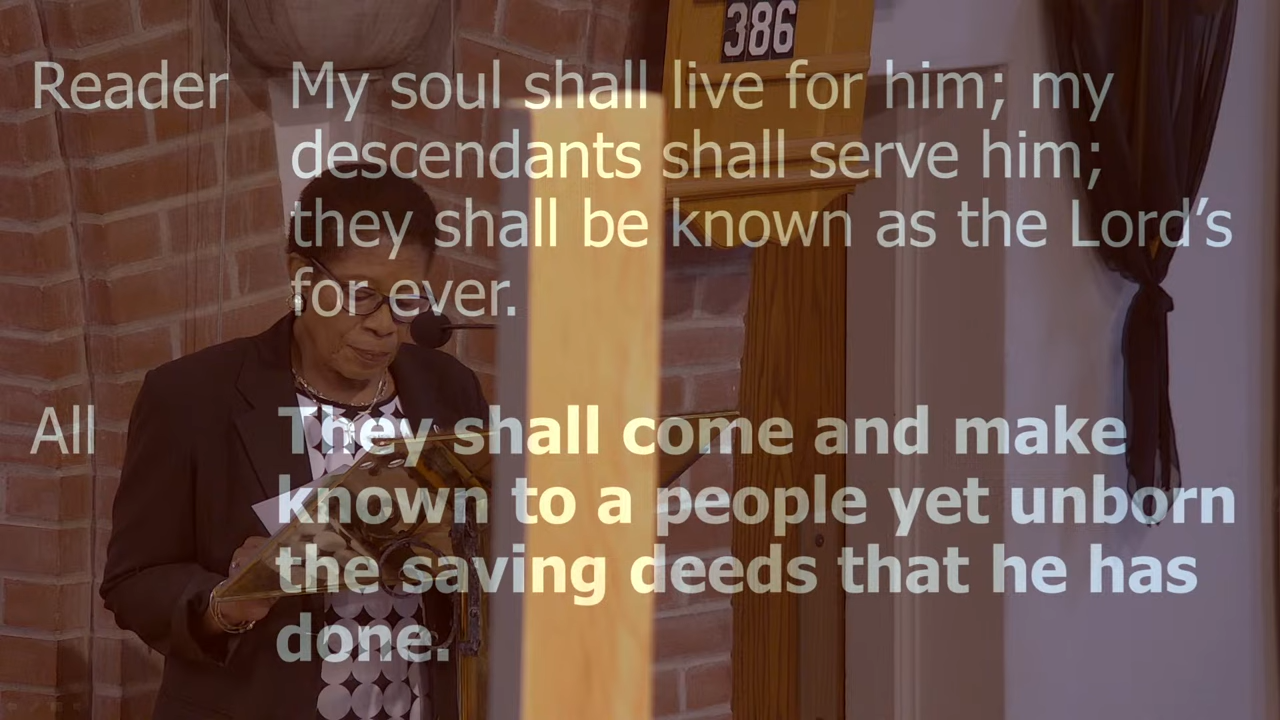 386
Reader My soul shall live for him; my
descendants shall serve him;
they shall be known as the Lord’s
for ever.
All They shall come and make
known to a people yet unborn
the saving deeds that he has
done.